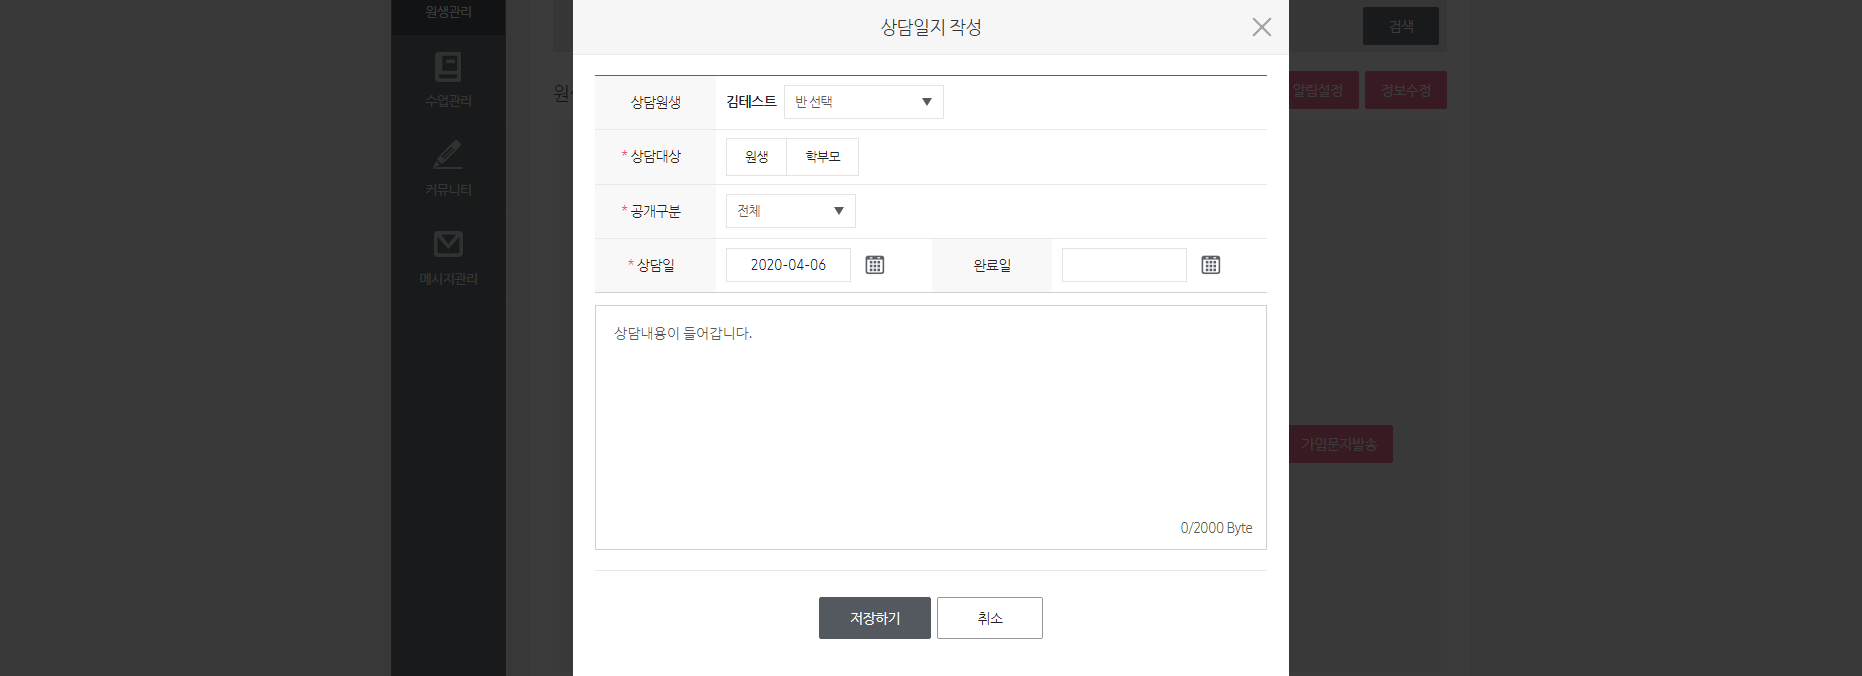 원생관리
수업관리
커뮤니티
메시지관리
검색
원
알림설정
정보수정
가입문자발송
상담일지 작성
상담원생 김테스트 반 선택
* 상담대상 원생 학부모
* 공개구분 전체
* 상담일 2020-04-06 완료일
상담내용이 들어갑니다.
0/2000 Byte
저장하기 취소